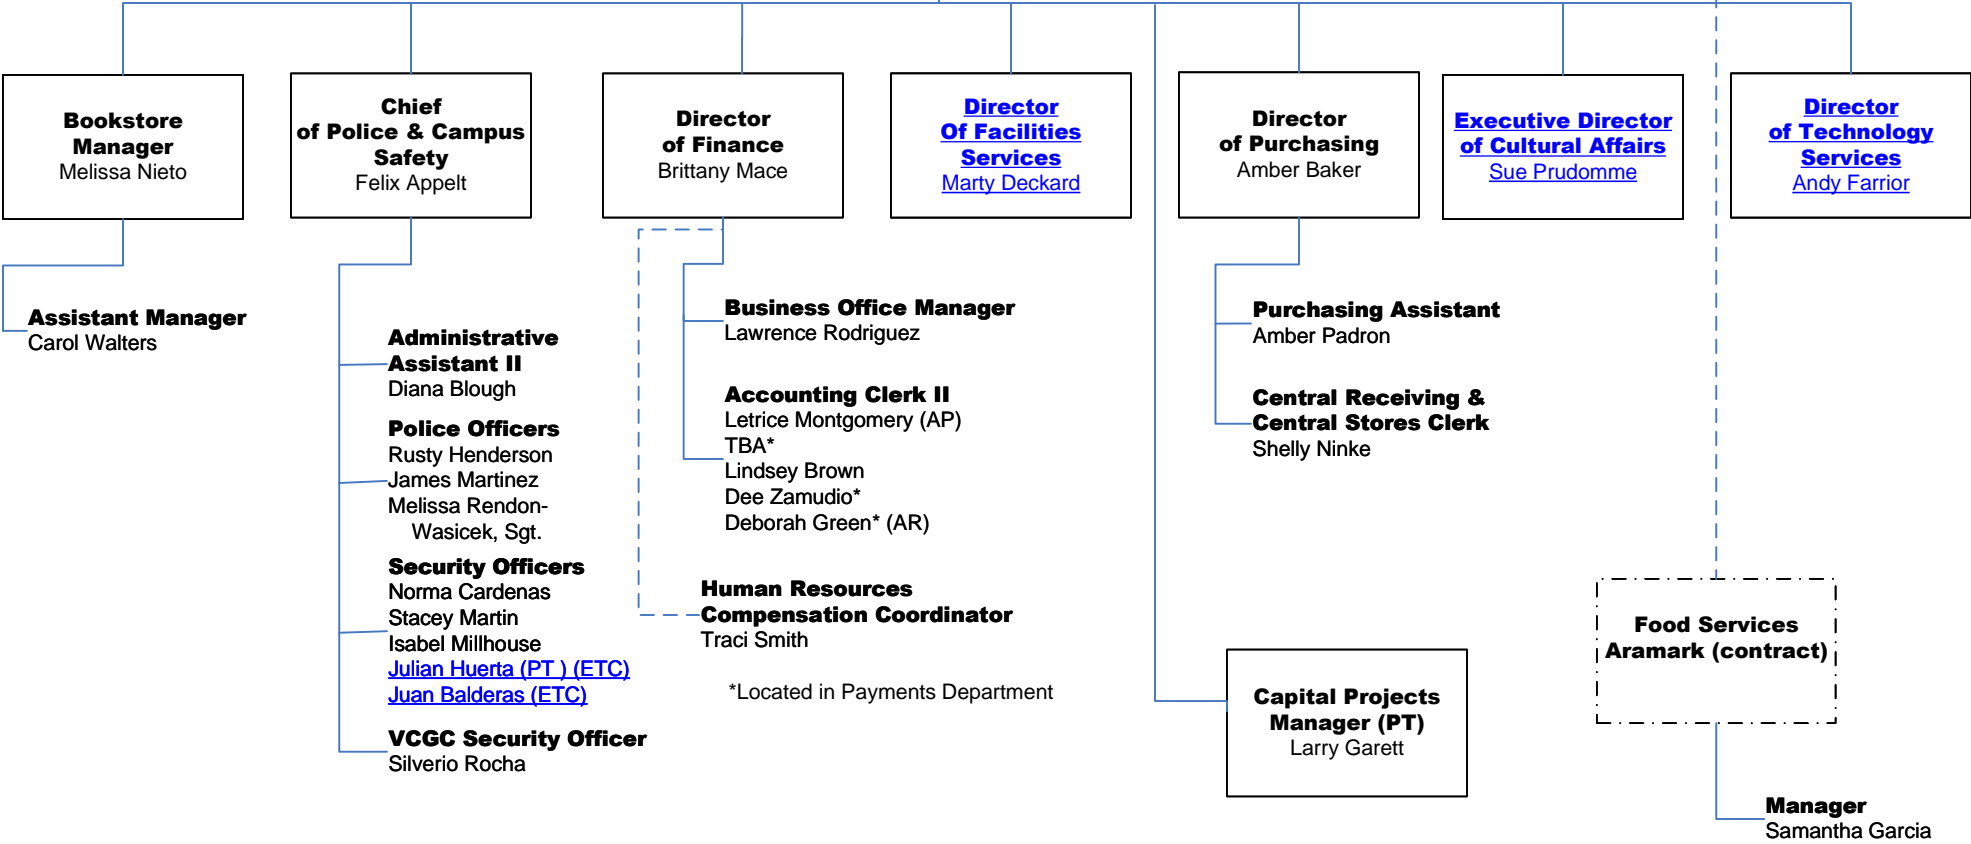 Bookstore
Manager
Melissa Nieto
Chief
of Police & Campus
Safety
Felix Appelt
Director
of Finance
Brittany Mace
Director
Of Facilities
Services
Marty Deckard
Director
of Purchasing
Amber Baker
Executive Director
of Cultural Affairs
Sue Prudomme
Director
of Technology
Services
Andy Farrior
Assistant Manager
Carol Walters
Administrative
Assistant II
Diana Blough
Police Officers
Rusty Henderson
James Martinez
Melissa Rendon-
Wasicek, Sgt.
Security Officers
Norma Cardenas
Stacey Martin
Isabel Millhouse
Julian Huerta (PT ) (ETC)
Juan Balderas (ETC)
VCGC Security Officer
Silverio Rocha
Business Office Manager
Lawrence Rodriguez
Accounting Clerk II
Letrice Montgomery (AP)
TBA*
Lindsey Brown
Dee Zamudio*
Deborah Green* (AR)
Human Resources
Compensation Coordinator
Traci Smith
*Located in Payments Department
Purchasing Assistant
Amber Padron
Central Receiving &
Central Stores Clerk
Shelly Ninke
Capital Projects
Manager (PT)
Larry Garett
Food Services
Aramark (contract)
Manager
Samantha Garcia